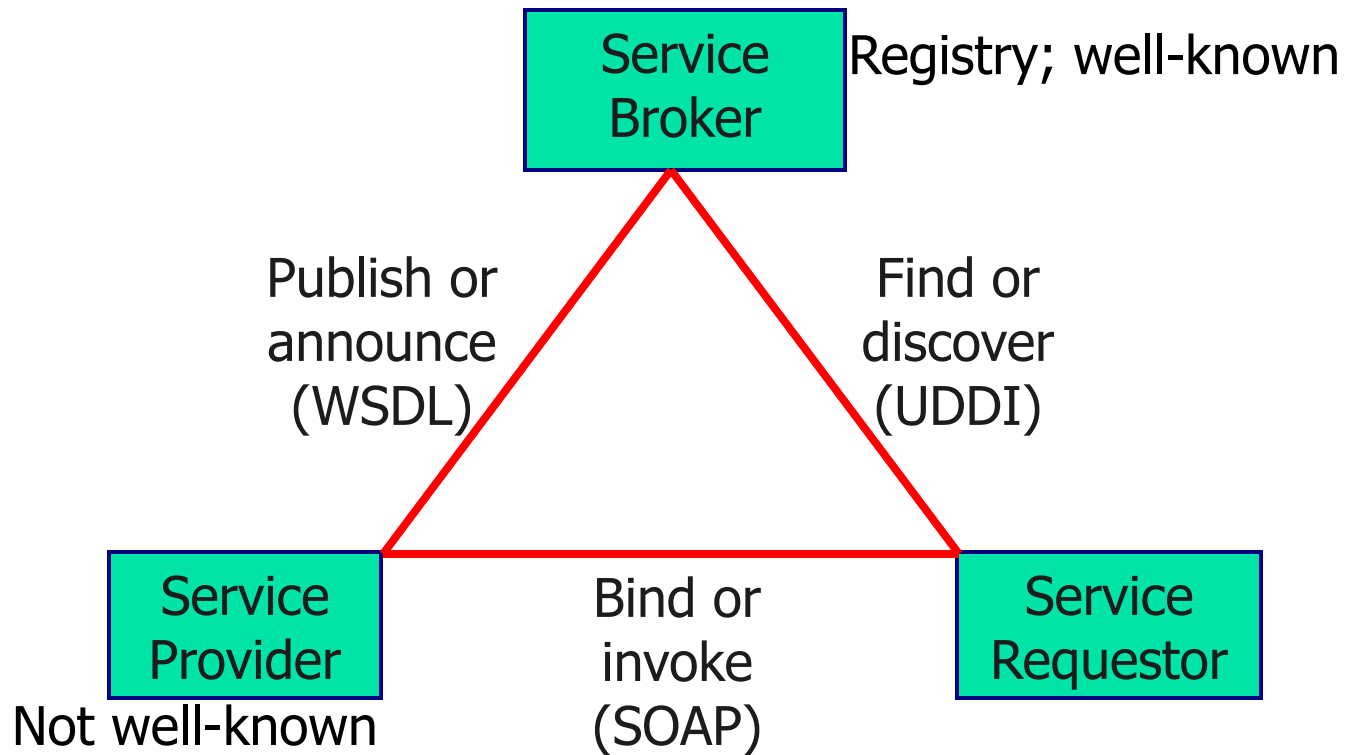 Service
Broker
Registry; well-known
Publish or
announce
(WSDL)
Find or
discover
(UDDI)
Service
Provider
Not well-known
Bind or
invoke
(SOAP)
Service
Requestor